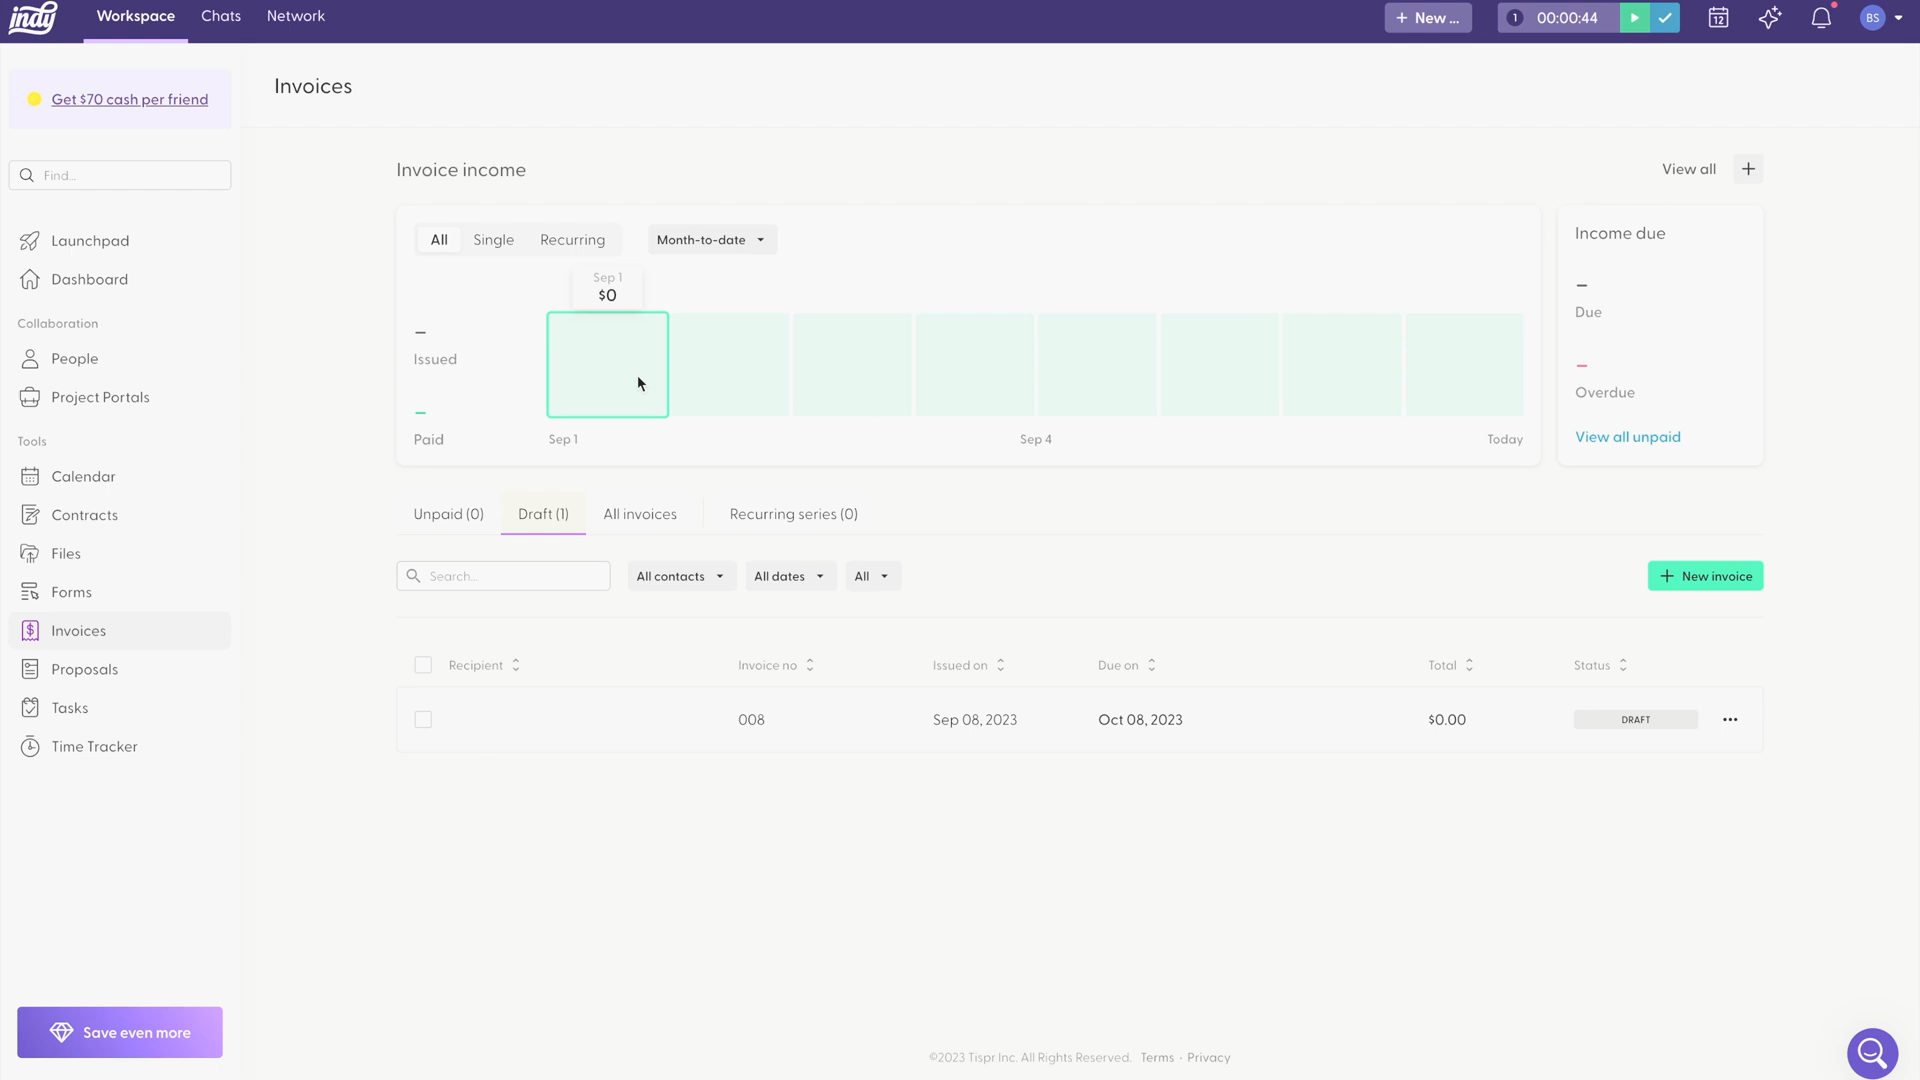 indy
Workspace
Chats
Network
+ New ...
1 00:00:44
12
BS
Get $70 cash per friend
Find...
Launchpad
Dashboard
Collaboration
People
Project Portals
Tools
Calendar
Contracts
Files
Forms
Invoices
Proposals
Tasks
Time Tracker
Save even more
Invoices
Invoice income
View all
All
Single
Recurring
Month-to-date
Sep 1
$0
– 
Issued
–
Paid
Sep 1
Sep 4
Today
Income due
–
Due
–
Overdue
View all unpaid
Unpaid (0)
Draft (1)
All invoices
Recurring series (0)
Search...
All contacts
All dates
All
+ New invoice
Recipient
Invoice no
Issued on
Due on
Total
Status
008
Sep 08, 2023
Oct 08, 2023
$0.00
DRAFT
©2023 Tispr Inc. All Rights Reserved. Terms · Privacy